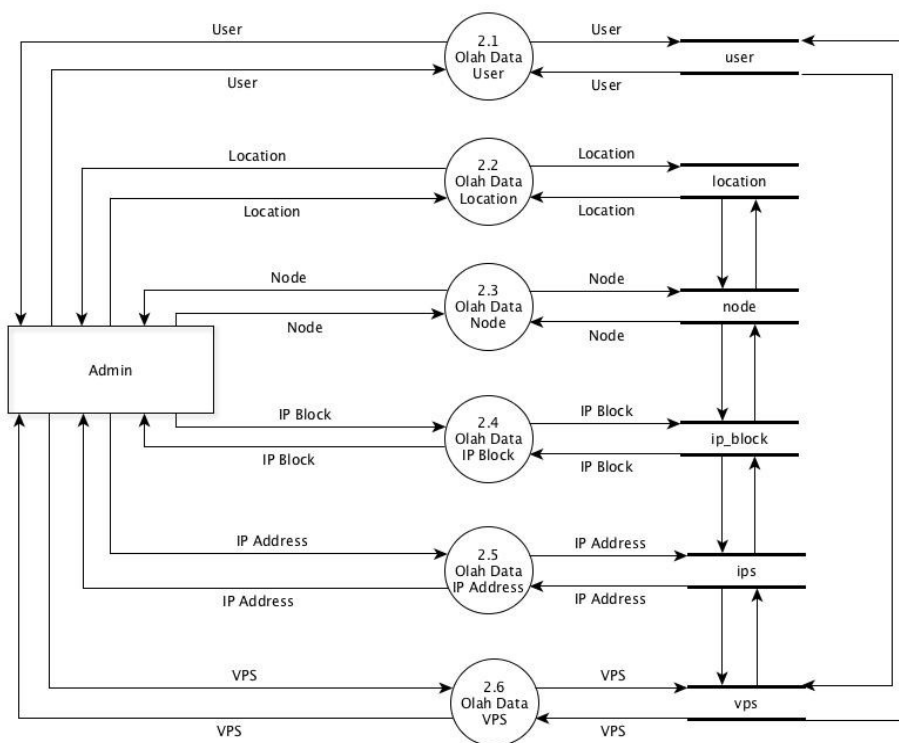 User
2.1
Olah Data
User
User
user
User
User
Location
2.2
Olah Data
Location
Location
location
Location
Location
Node
2.3
Olah Data
Node
Node
node
Node
Node
Admin
IP Block
2.4
Olah Data
IP Block
IP Block
ip_block
IP Block
IP Block
IP Address
2.5
Olah Data
IP Address
IP Address
ips
IP Address
IP Address
VPS
2.6
Olah Data
VPS
VPS
vps
VPS
VPS